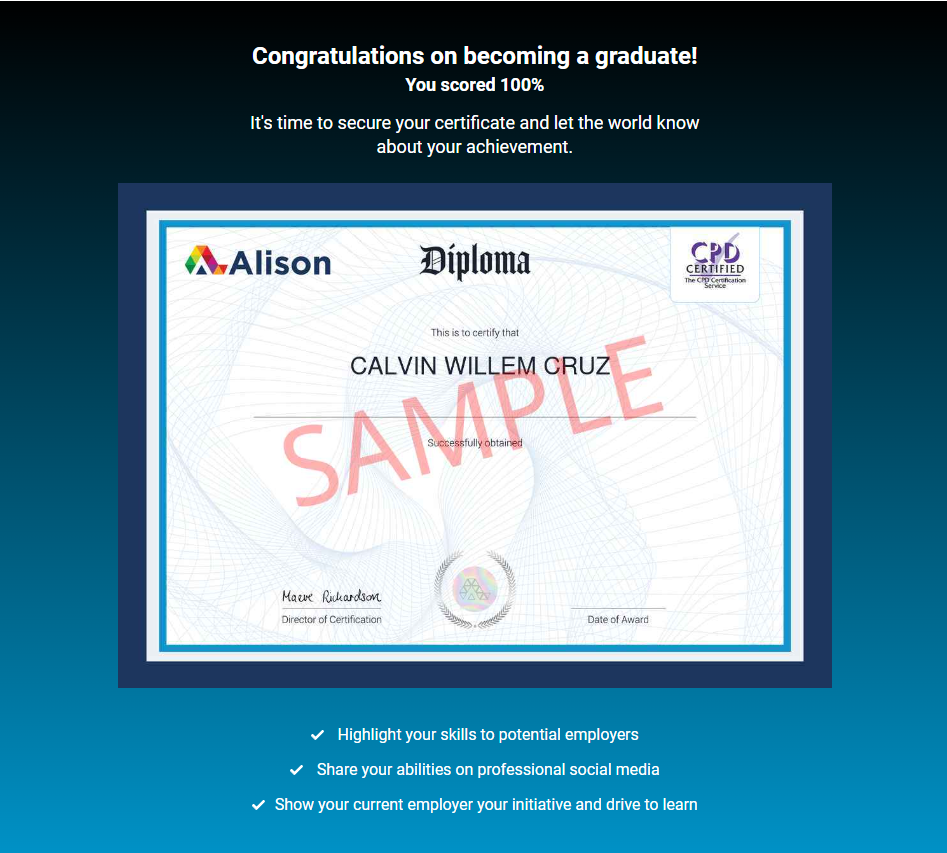 Congratulations on becoming a graduate!
You scored 100%
It's time to secure your certificate and let the world know
about your achievement.
Alison
Diploma
CPD
CERTIFIED
The CPD Certification
Service
This is to certify that
CALVIN WILLEM CRUZ
SAMPLE
Successfully obtained
Maeve Richardson
Director of Certification
Date of Award
Highlight your skills to potential employers
Share your abilities on professional social media
Show your current employer your initiative and drive to learn